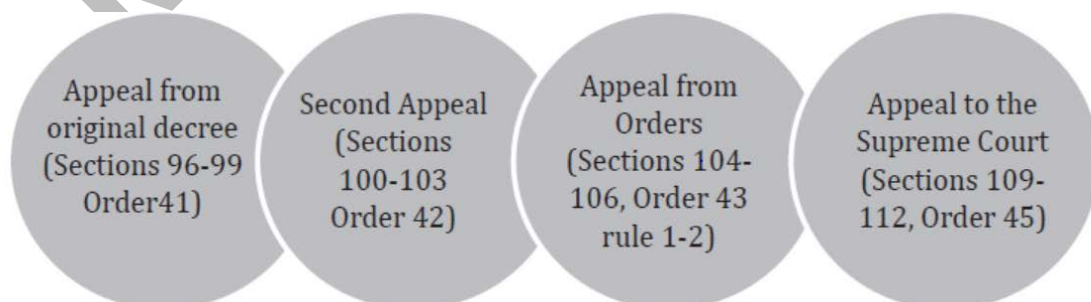 Appeal from
original decree
(Sections 96-99
Order41)
Second Appeal
(Sections
100-103
Order 42)
Appeal from
Orders
(Sections 104-
106, Order 43
rule 1-2)
Appeal to the
Supreme Court
(Sections 109-
112, Order 45)